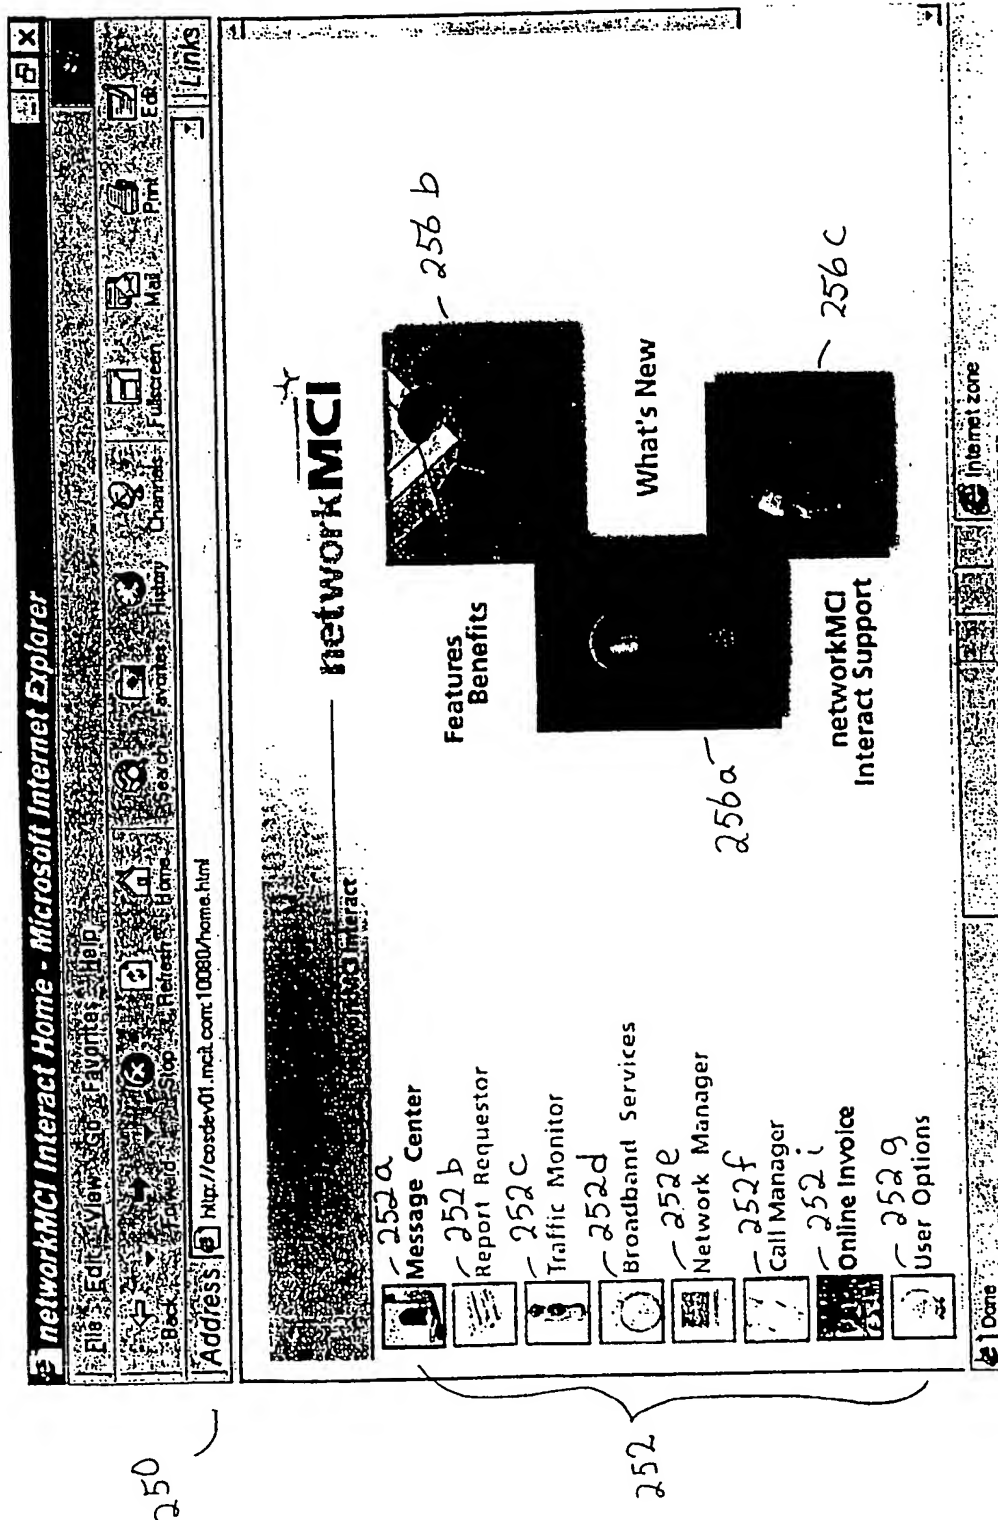 networkMCI Interact Home - Microsoft Internet Explorer
File Edit View Go Favorites Help
Back Forward Stop Refresh Home Search Favorites History Channels Fullscreen Mail Print Edit
Address http://cosdev01.mcit.com:10080/home.html Links
networkMCI Interact
networkMCI
252a
Message Center
252b
Report Requestor
252c
Traffic Monitor
252d
Broadband Services
252e
Network Manager
252f
Call Manager
252i
Online Invoice
252g
User Options
Features
Benefits
256b
What's New
256a
networkMCI
Interact Support
256c
Done
Internet zone
250
252